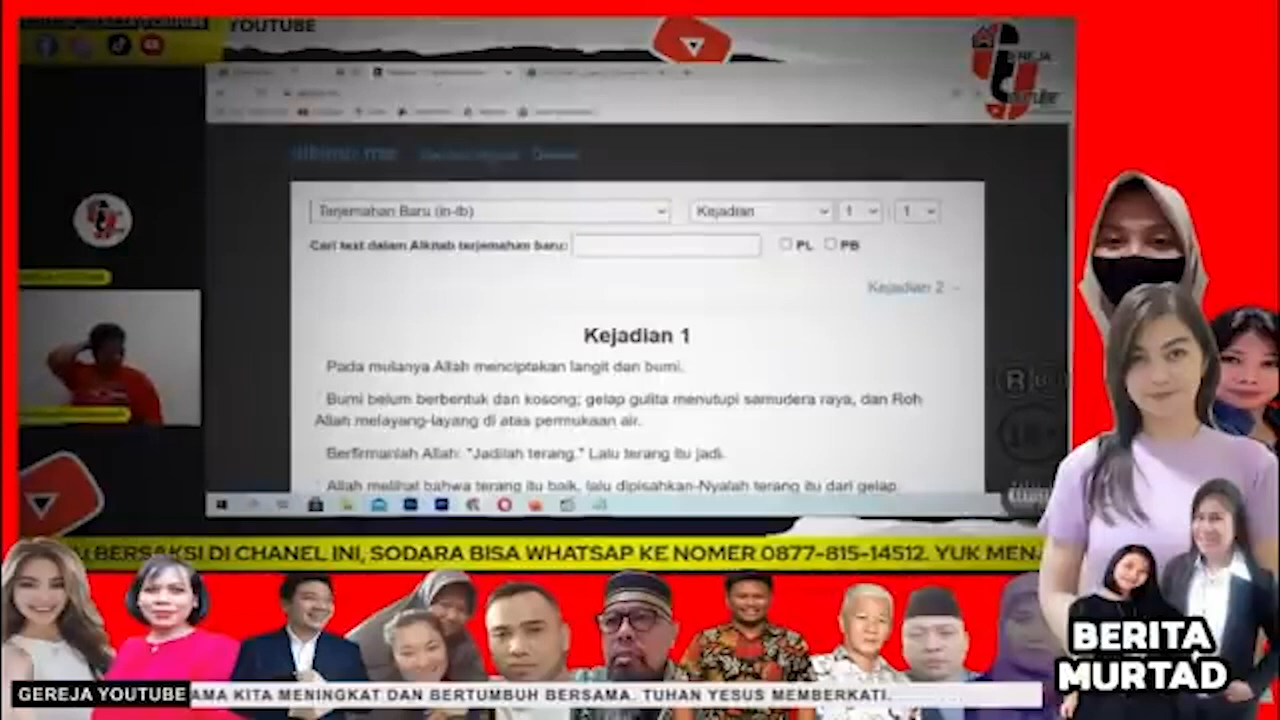 YOUTUBE
alkitab.me
Terjemahan Baru (in-tb)
Kejadian
1
1
Cari text dalam Alkitab terjemahan baru:
PL
PB
Kejadian 2
Kejadian 1
Pada mulanya Allah menciptakan langit dan bumi.
Bumi belum berbentuk dan kosong; gelap gulita menutupi samudera raya, dan Roh
Allah melayang-layang di atas permukaan air.
Berfirmanlah Allah: "Jadilah terang." Lalu terang itu jadi.
Allah melihat bahwa terang itu baik, lalu dipisahkan-Nyalah terang itu dari gelap.
BERSAKSI DI CHANEL INI, SODARA BISA WHATSAP KE NOMER 0877-815-14512. YUK MENJ
BERITA
MURTAD
GEREJA YOUTUBE
AMA KITA MENINGKAT DAN BERTUMBUH BERSAMA. TUHAN YESUS MEMBERKATI.